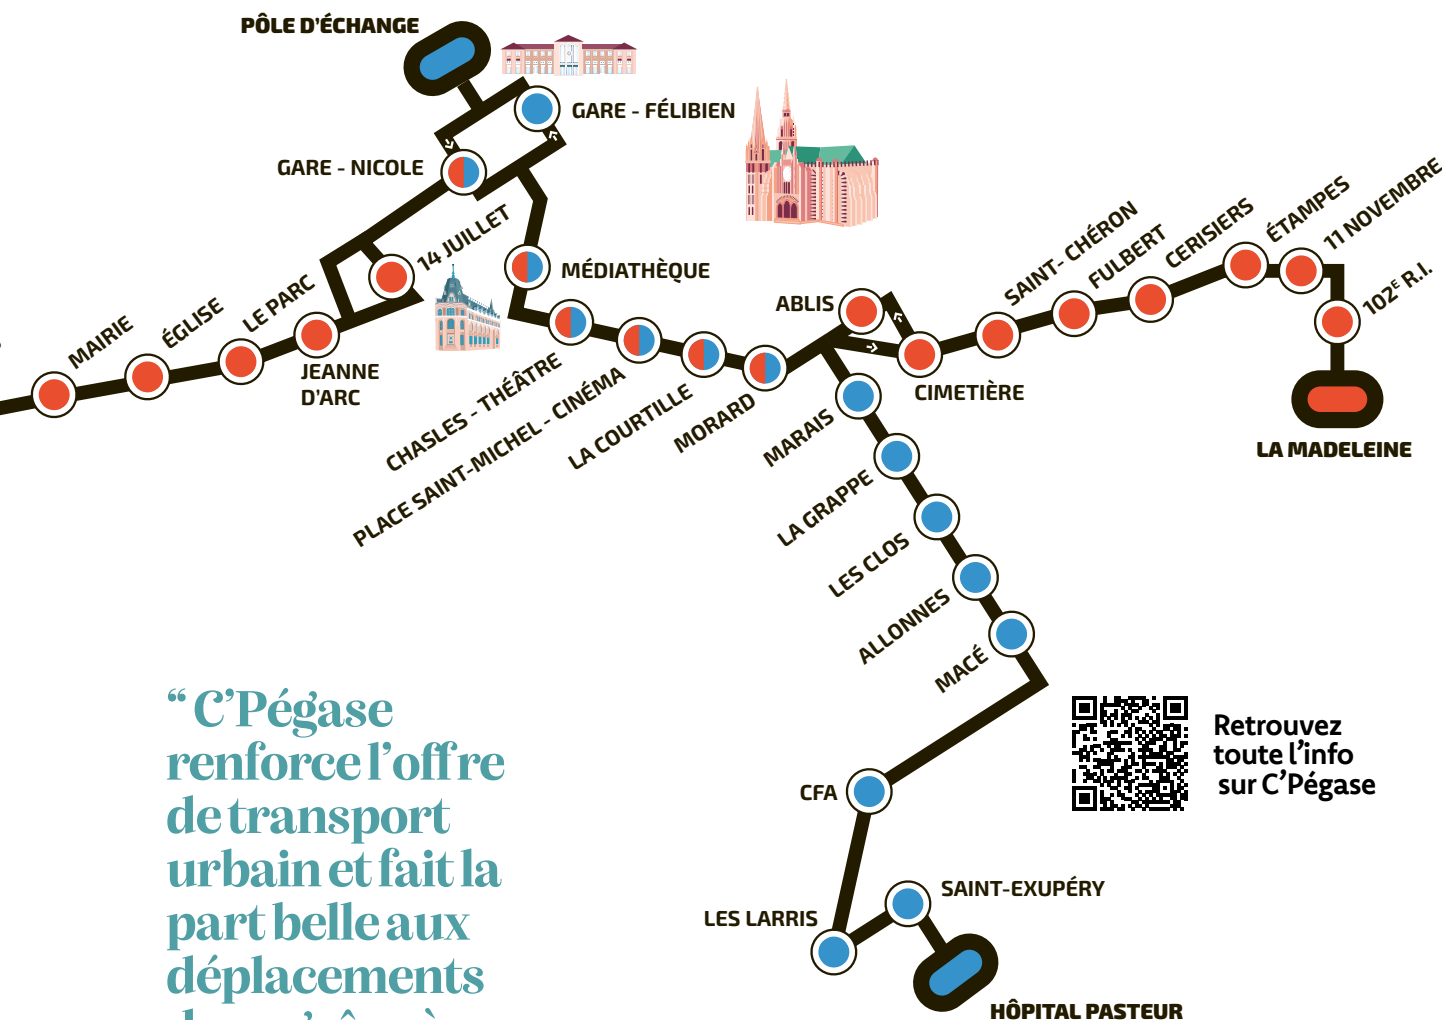 PÔLE D'ÉCHANGE
GARE - FÉLIBIEN
GARE - NICOLE
14 JUILLET
MÉDIATHÈQUE
MAIRIE
ÉGLISE
LE PARC
JEANNE
D'ARC
CHASLES - THÉÂTRE
PLACE SAINT-MICHEL - CINÉMA
LA COURTILLE
MORARD
ABLIS
CIMETIÈRE
SAINT- CHÉRON
FULBERT
CERISIERS
ÉTAMPES
11 NOVEMBRE
102E R.I.
LA MADELEINE
MARAIS
LA GRAPPE
LES CLOS
ALLONNES
MACÉ
CFA
LES LARRIS
SAINT-EXUPÉRY
HÔPITAL PASTEUR
Retrouvez
toute l'info
sur C'Pégase
“ C'Pégase
renforce l'offre
de transport
urbain et fait la
part belle aux
déplacements